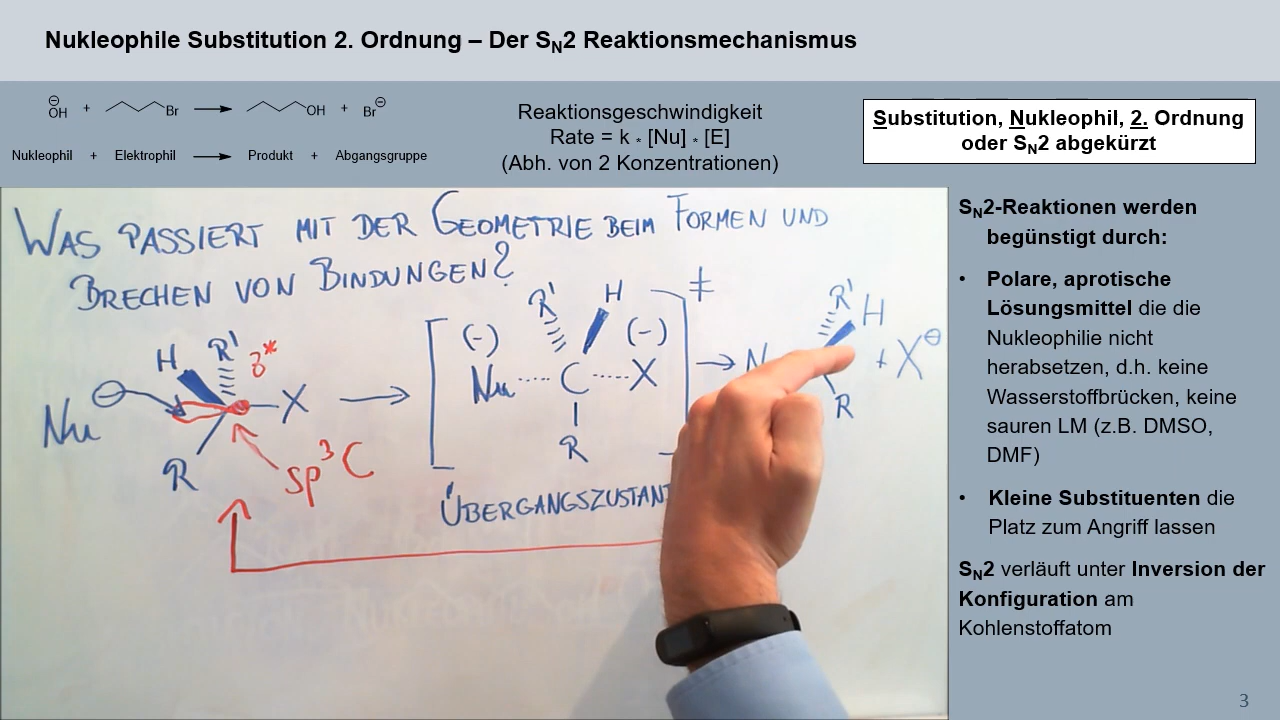 Nukleophile Substitution 2. Ordnung – Der SN2 Reaktionsmechanismus
⊖
OH + Br OH + Br⊖
Nukleophil + Elektrophil Produkt + Abgangsgruppe
Reaktionsgeschwindigkeit
Rate = k * [Nu] * [E]
(Abh. von 2 Konzentrationen)
Substitution, Nukleophil, 2. Ordnung
oder SN2 abgekürzt
WAS PASSIERT MIT DER GEOMETRIE BEIM FORMEN UND
BRECHEN VON BINDUNGEN?
H R' σ*
Nu ⊖ X
R
sp³ C
(-) R' H (-) ‡
Nu C X
R
ÜBERGANGSZUSTAN
R' H
N + X⊖
R
SN2-Reaktionen werden
begünstigt durch:
• Polare, aprotische
Lösungsmittel die die
Nukleophilie nicht
herabsetzen, d.h. keine
Wasserstoffbrücken, keine
sauren LM (z.B. DMSO,
DMF)
• Kleine Substituenten die
Platz zum Angriff lassen
SN2 verläuft unter Inversion der
Konfiguration am
Kohlenstoffatom
3